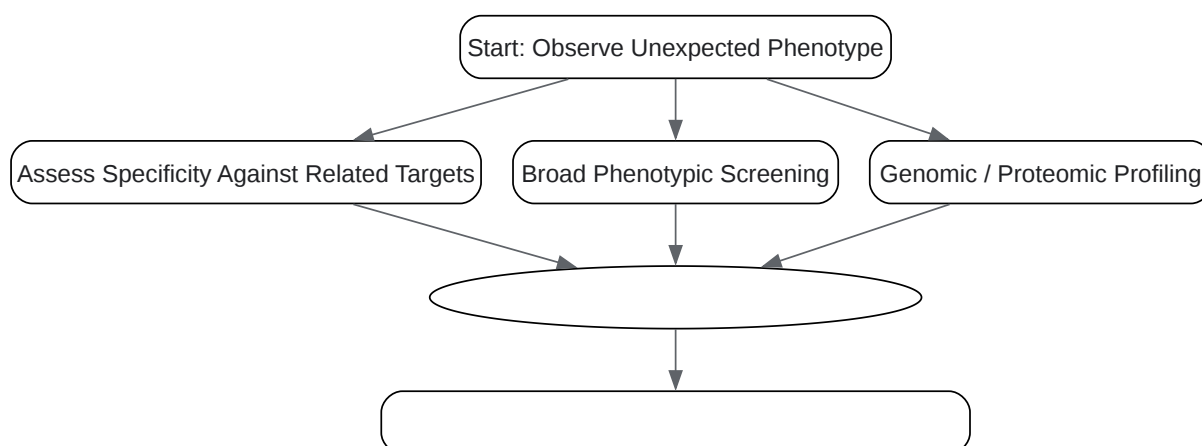 Start: Observe Unexpected Phenotype
Assess Specificity Against Related Targets
Broad Phenotypic Screening
Genomic / Proteomic Profiling